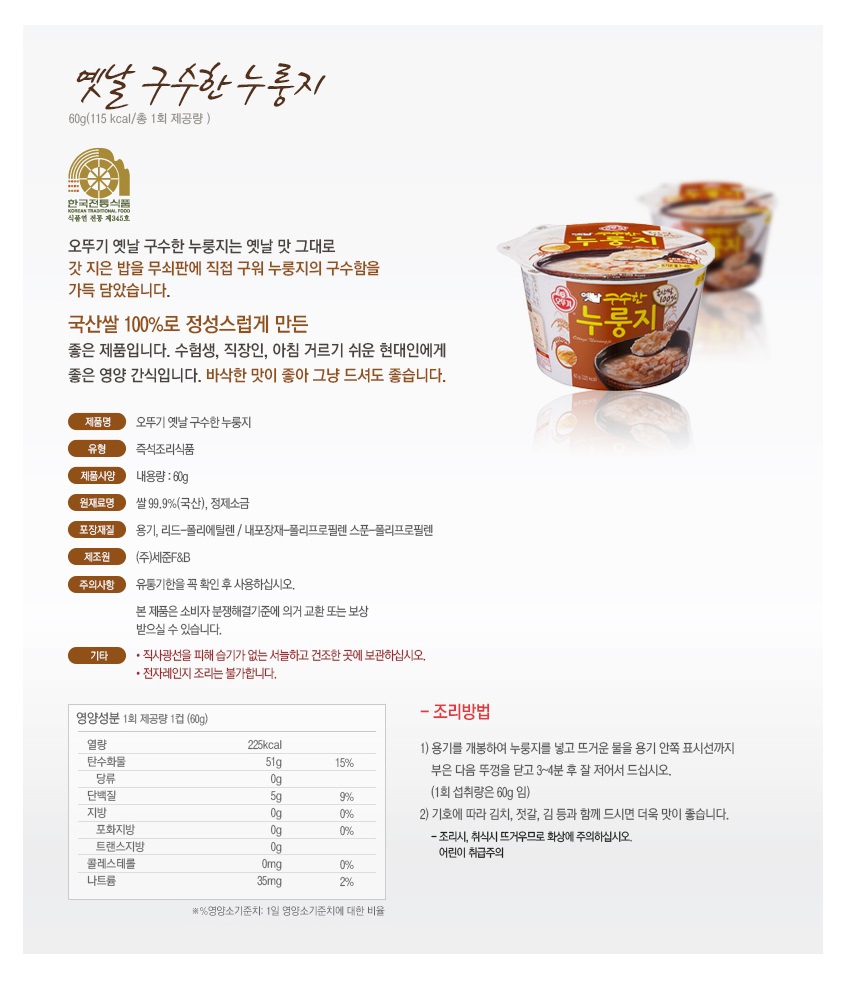 옛날 구수한 누룽지
60g(115 kcal/총 1회 제공량 )
한국전통식품
KOREAN TRADITIONAL FOOD
식품명 전통 제345호
오뚜기 옛날 구수한 누룽지는 옛날 맛 그대로
갓 지은 밥을 무쇠판에 직접 구워 누룽지의 구수함을
가득 담았습니다.
국산쌀 100%로 정성스럽게 만든
좋은 제품입니다. 수험생, 직장인, 아침 거르기 쉬운 현대인에게
좋은 영양 간식입니다. 바삭한 맛이 좋아 그냥 드셔도 좋습니다.
오뚜기
옛날 구수한
누룽지
국산쌀 100%
제품명 오뚜기 옛날 구수한 누룽지
유형 즉석조리식품
제품사양 내용량 : 60g
원재료명 쌀 99.9%(국산), 정제소금
포장재질 용기, 리드-폴리에틸렌 / 내포장재-폴리프로필렌 스푼-폴리프로필렌
제조원 (주)세준F&B
주의사항 유통기한을 꼭 확인 후 사용하십시오.
본 제품은 소비자 분쟁해결기준에 의거 교환 또는 보상
받으실 수 있습니다.
기타 • 직사광선을 피해 습기가 없는 서늘하고 건조한 곳에 보관하십시오.
• 전자레인지 조리는 불가합니다.
영양성분 1회 제공량 1컵 (60g)
열량 225kcal
탄수화물 51g 15%
당류 0g
단백질 5g 9%
지방 0g 0%
포화지방 0g 0%
트랜스지방 0g
콜레스테롤 0mg 0%
나트륨 35mg 2%
※%영양소기준치: 1일 영양소기준치에 대한 비율
- 조리방법
1) 용기를 개봉하여 누룽지를 넣고 뜨거운 물을 용기 안쪽 표시선까지
부은 다음 뚜껑을 닫고 3~4분 후 잘 저어서 드십시오.
(1회 섭취량은 60g 임)
2) 기호에 따라 김치, 젓갈, 김 등과 함께 드시면 더욱 맛이 좋습니다.
- 조리시, 취식시 뜨거우므로 화상에 주의하십시오.
어린이 취급주의